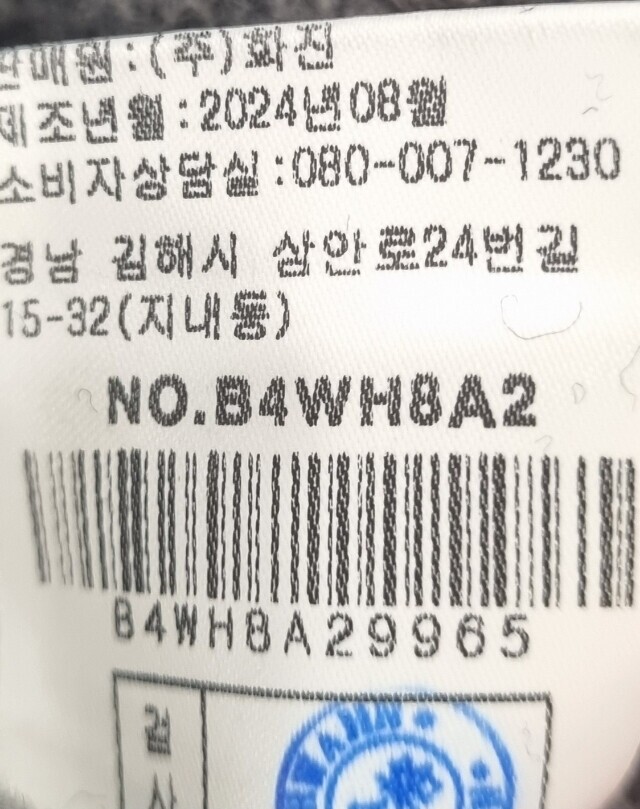 판매원:(주)화진
제조년월:2024년08월
소비자상담실:080-007-1230
경남 김해시 삼안로24번길
15-32(지내동)
NO.B4WH8A2
B4WH8A29965
검
사